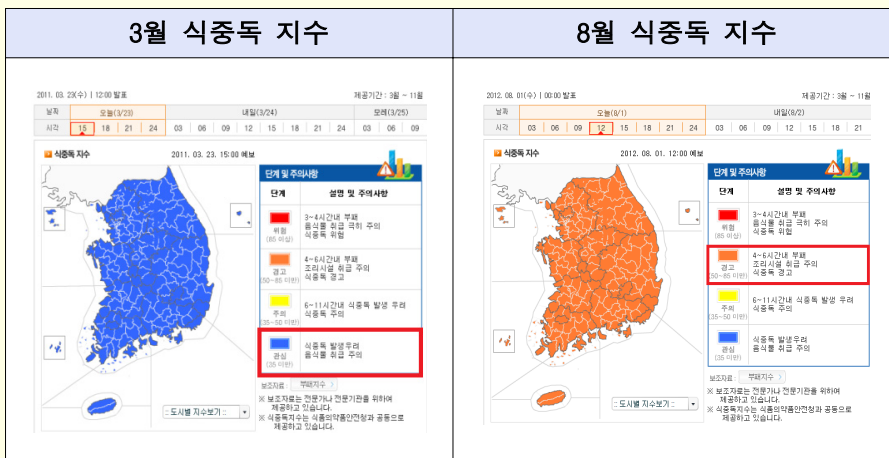 3월 식중독 지수
8월 식중독 지수
2011. 03. 23(수) | 12:00 발표
제공기간 : 3월 ~ 11월
날짜 오늘(3/23) 내일(3/24) 모레(3/25)
시각 15 18 21 24 03 06 09 12 15 18 21 24 03 06 09
식중독 지수
2011. 03. 23. 15:00 예보
단계 및 주의사항
단계 설명 및 주의사항
위험
(85 이상)
3~4시간내 부패
음식물 취급 극히 주의
식중독 위험
경고
(50~85 미만)
4~6시간내 부패
조리시설 취급 주의
식중독 경고
주의
(35~50 미만)
6~11시간내 식중독 발생 우려
식중독 주의
관심
(35 미만)
식중독 발생우려
음식물 취급 주의
보조자료 : 부패지수 >
※ 보조자료는 전문가나 전문기관을 위하여
제공하고 있습니다.
※ 식중독지수는 식품의약품안전청과 공동으로
제공하고 있습니다.
:: 도시별 지수보기 ::
2012. 08. 01(수) | 00:00 발표
제공기간 : 3월 ~ 11월
날짜 오늘(8/1) 내일(8/2)
시각 03 06 09 12 15 18 21 24 03 06 09 12 15 18 21
식중독 지수
2012. 08. 01. 12:00 예보
단계 및 주의사항
단계 설명 및 주의사항
위험
(85 이상)
3~4시간내 부패
음식물 취급 극히 주의
식중독 위험
경고
(50~85 미만)
4~6시간내 부패
조리시설 취급 주의
식중독 경고
주의
(35~50 미만)
6~11시간내 식중독 발생 우려
식중독 주의
관심
(35 미만)
식중독 발생우려
음식물 취급 주의
보조자료 : 부패지수 >
※ 보조자료는 전문가나 전문기관을 위하여
제공하고 있습니다.
※ 식중독지수는 식품의약품안전청과 공동으로
제공하고 있습니다.
:: 도시별 지수보기 ::